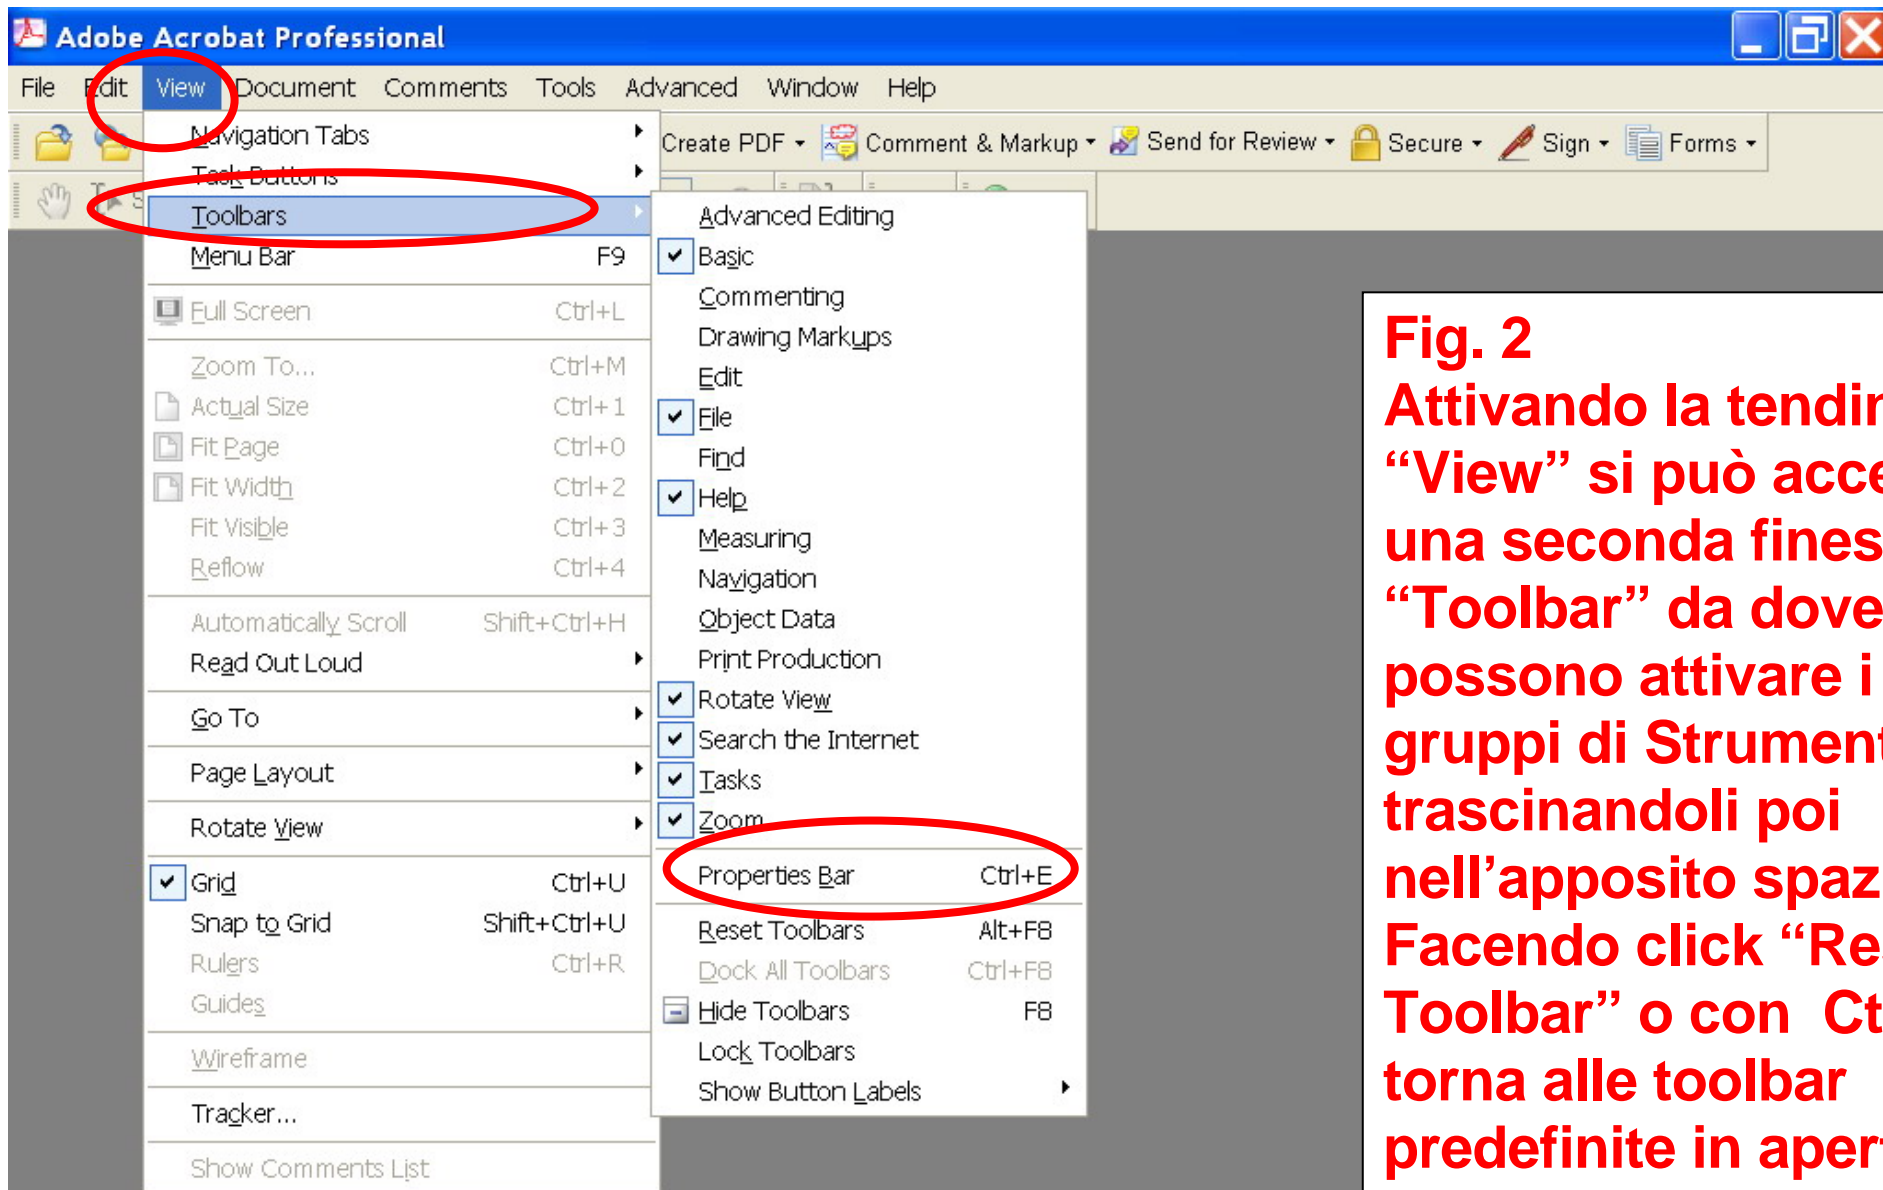 Adobe Acrobat Professional
File Edit View Document Comments Tools Advanced Window Help
Create PDF Comment & Markup Send for Review Secure Sign Forms
Navigation Tabs
Task Buttons
Toolbars
Menu Bar F9
Full Screen Ctrl+L
Zoom To... Ctrl+M
Actual Size Ctrl+1
Fit Page Ctrl+0
Fit Width Ctrl+2
Fit Visible Ctrl+3
Reflow Ctrl+4
Automatically Scroll Shift+Ctrl+H
Read Out Loud
Go To
Page Layout
Rotate View
Grid Ctrl+U
Snap to Grid Shift+Ctrl+U
Rulers Ctrl+R
Guides
Wireframe
Tracker...
Show Comments List
Advanced Editing
Basic
Commenting
Drawing Markups
Edit
File
Find
Help
Measuring
Navigation
Object Data
Print Production
Rotate View
Search the Internet
Tasks
Zoom
Properties Bar Ctrl+E
Reset Toolbars Alt+F8
Dock All Toolbars Ctrl+F8
Hide Toolbars F8
Lock Toolbars
Show Button Labels
Fig. 2
Attivando la
“View” si può
una seconda
“Toolbar” da dove
possono attivare i
gruppi di
trascinandoli poi
nell’apposito
Facendo click
Toolbar” o con
torna alle toolbar
predefinite in